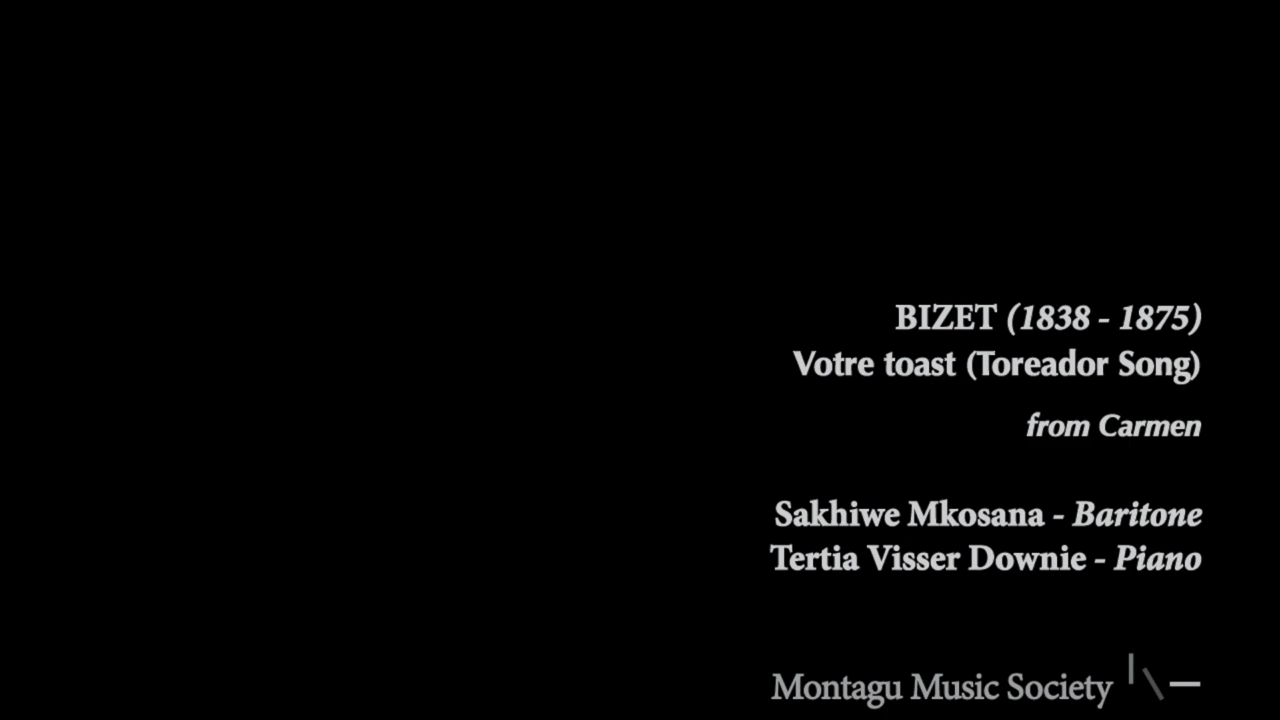 BIZET (1838 - 1875)
Votre toast (Toreador Song)
from Carmen
Sakhiwe Mkosana - Baritone
Tertia Visser Downie - Piano
Montagu Music Society